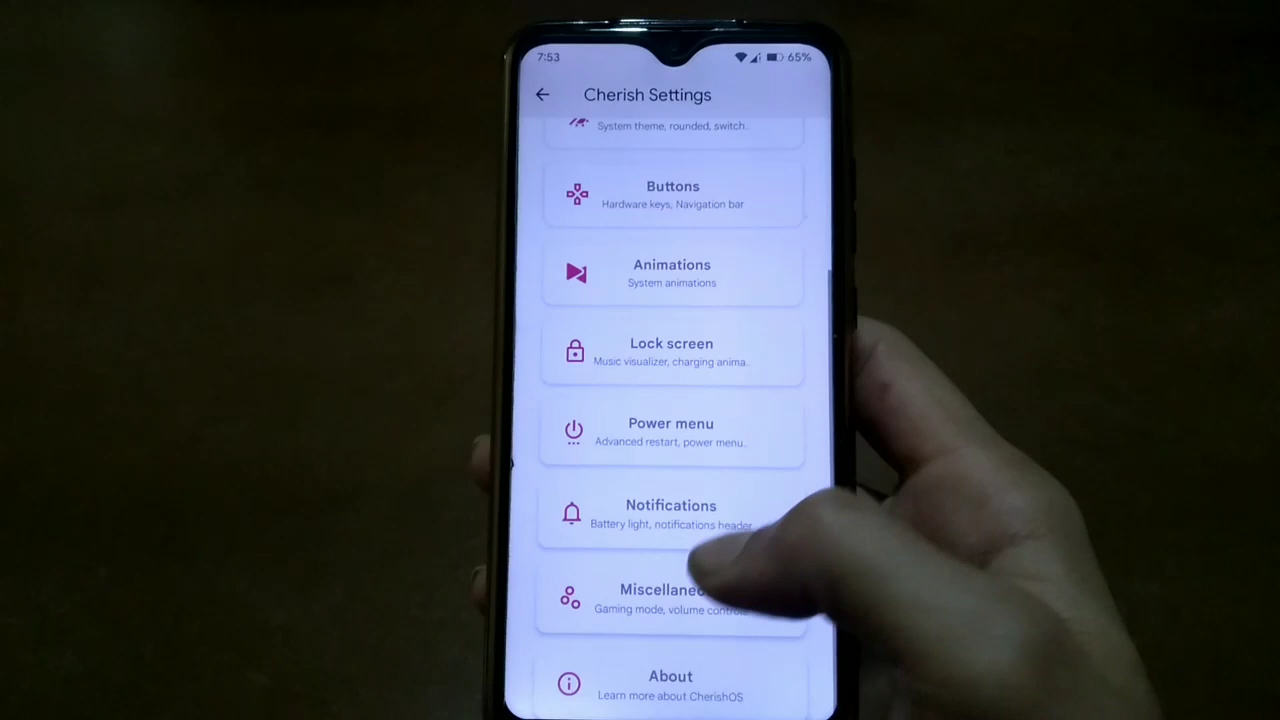 7:53
65%
Cherish Settings
System theme, rounded, switch..
Buttons
Hardware keys, Navigation bar
Animations
System animations
Lock screen
Music visualizer, charging anima..
Power menu
Advanced restart, power menu..
Notifications
Battery light, notifications header
Miscellaneo
Gaming mode, volume contro
About
Learn more about CherishOS